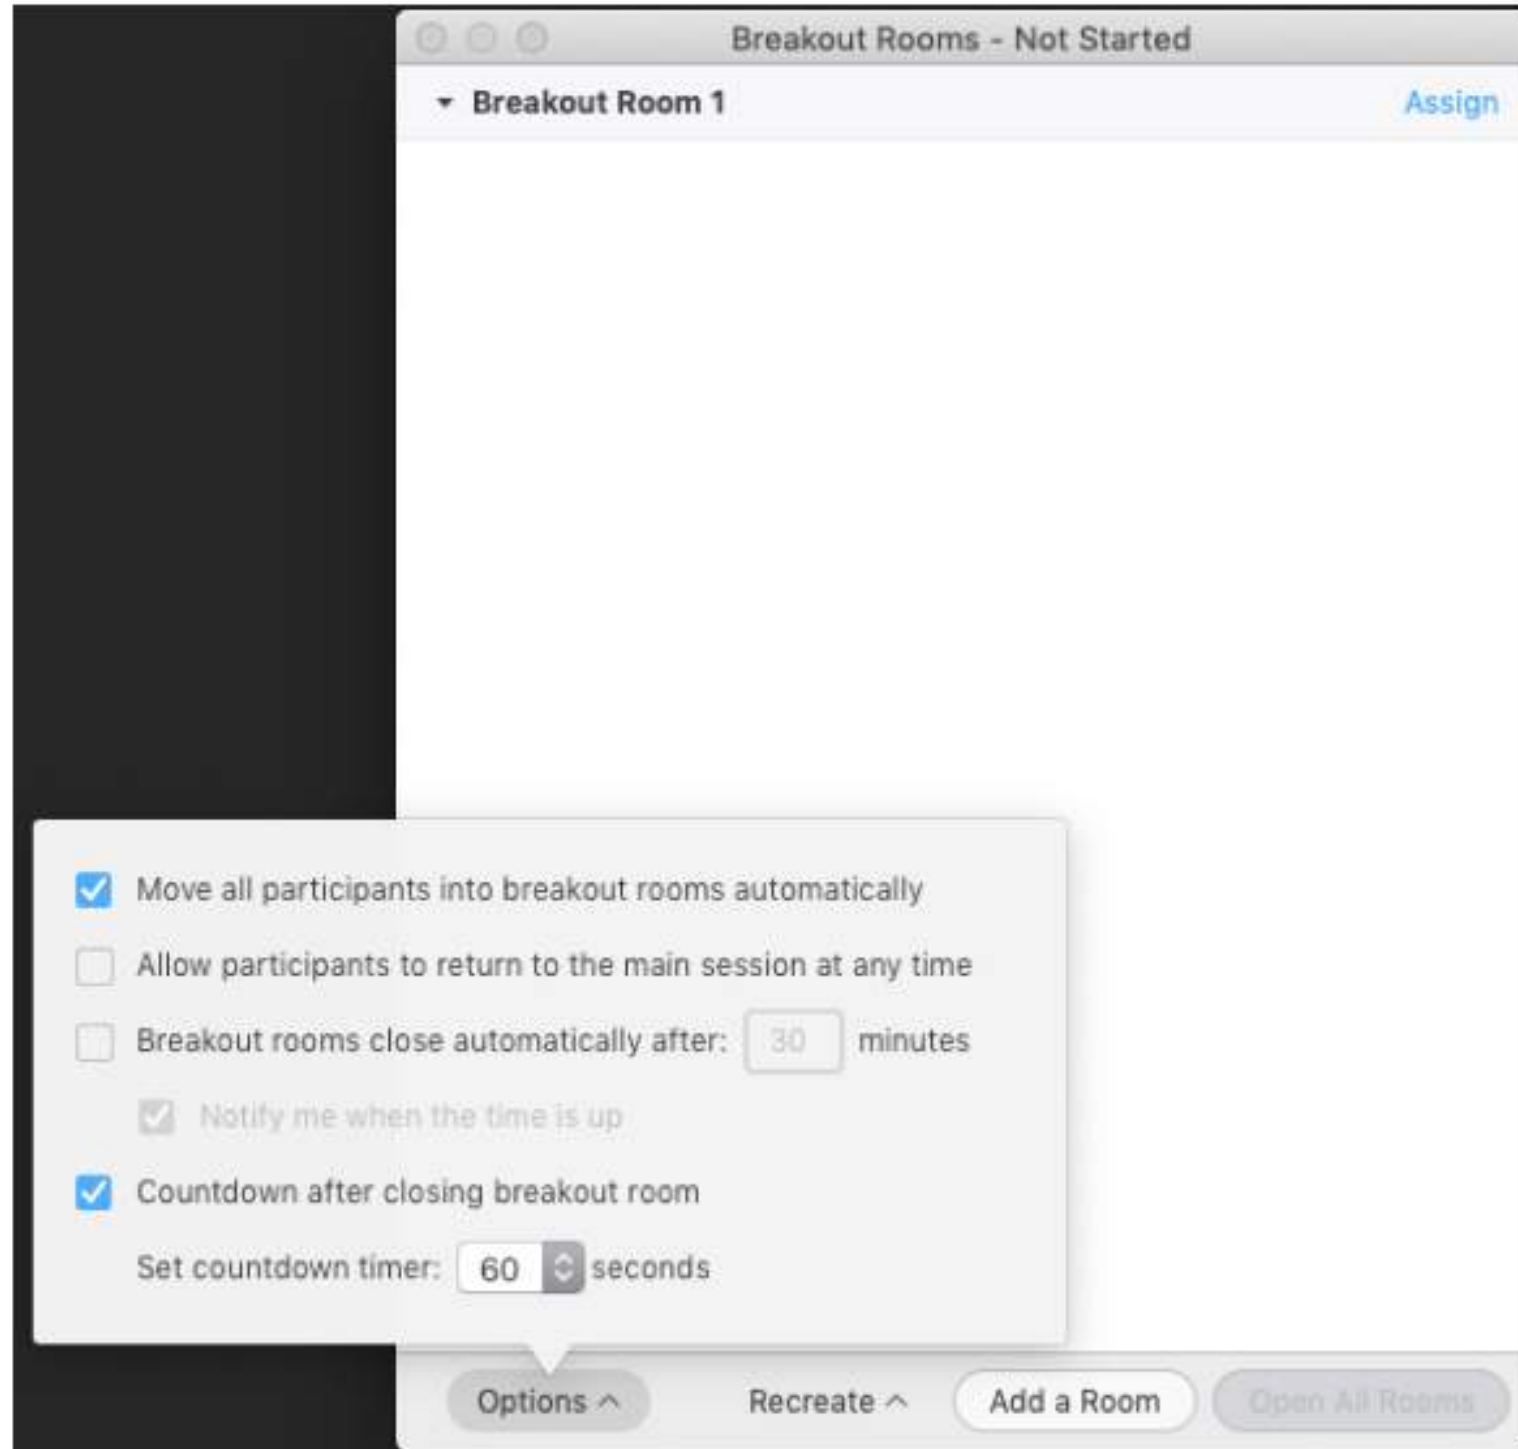 Breakout Rooms - Not Started
Breakout Room 1 Assign
Move all participants into breakout rooms automatically
Allow participants to return to the main session at any time
Breakout rooms close automatically after: 30 minutes
Notify me when the time is up
Countdown after closing breakout room
Set countdown timer: 60 seconds
Options Recreate Add a Room Open All Rooms